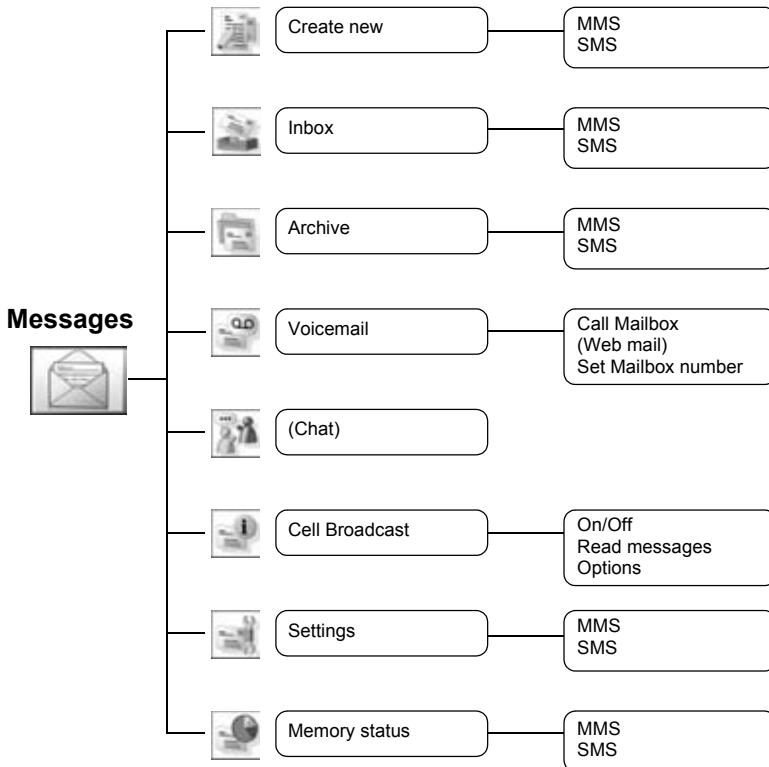 Create new
MMS
SMS
Inbox
MMS
SMS
Archive
MMS
SMS
Messages
Voicemail
Call Mailbox
(Web mail)
Set Mailbox number
(Chat)
Cell Broadcast
On/Off
Read messages
Options
Settings
MMS
SMS
Memory status
MMS
SMS